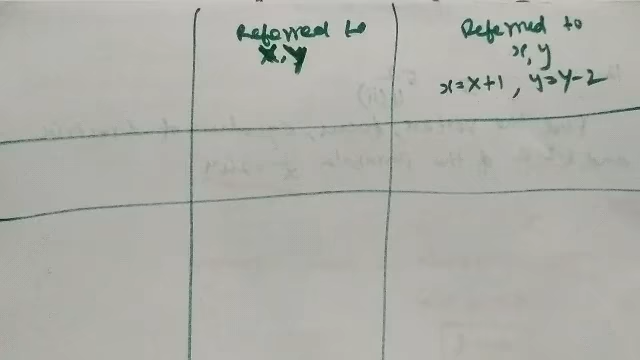 Referred to
X, Y
Referred to
x, y
x = X+1, y = Y-2